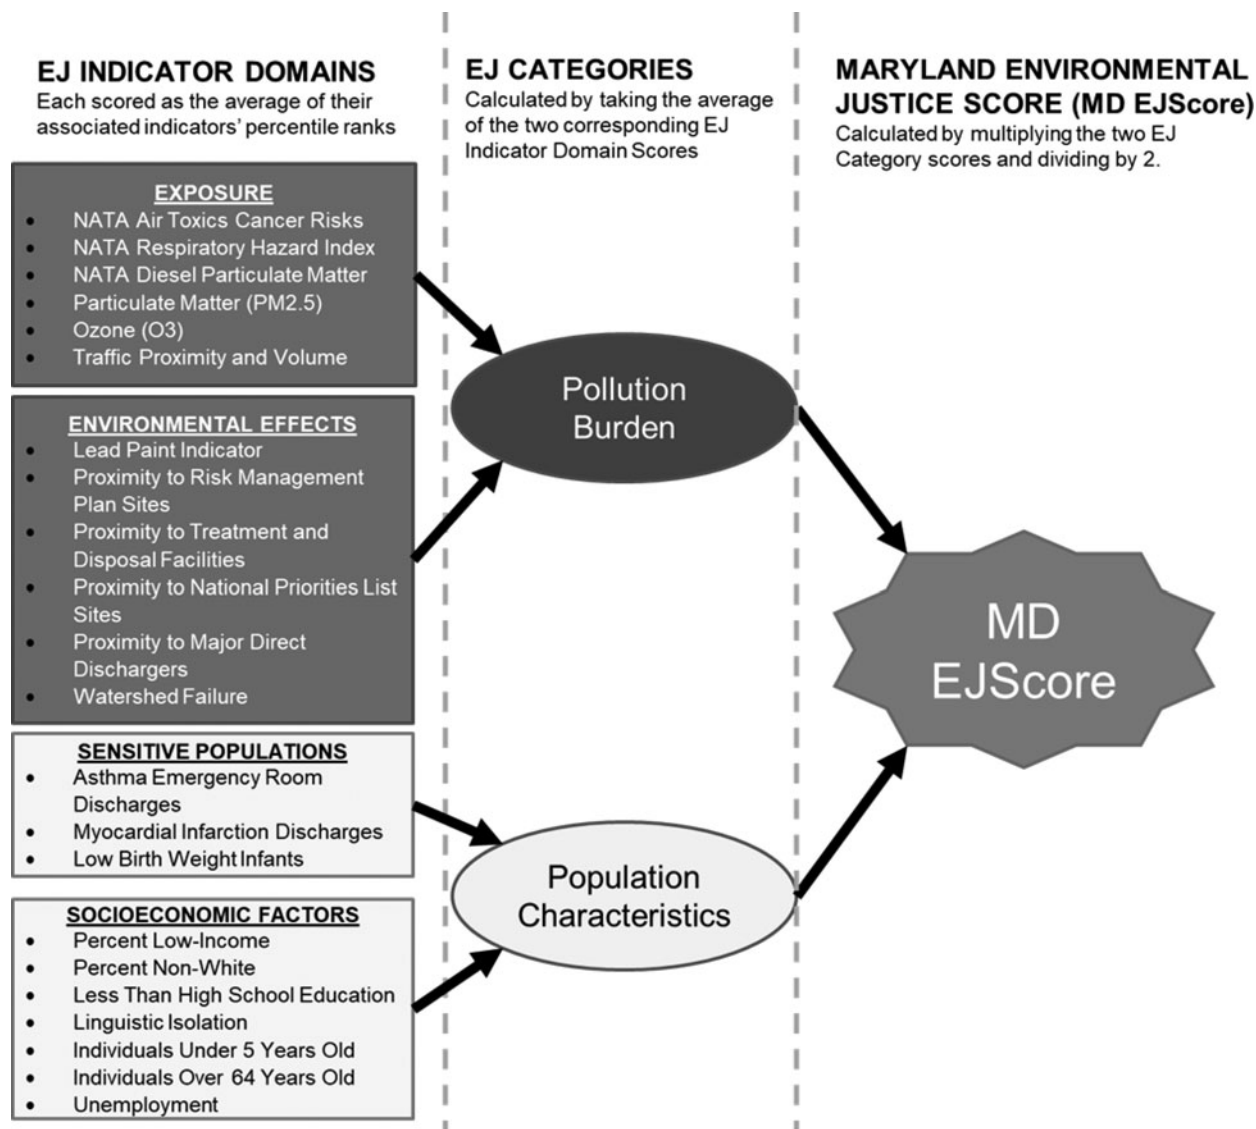 EJ INDICATOR DOMAINS
Each scored as the average of their
associated indicators' percentile ranks
EXPOSURE
• NATA Air Toxics Cancer Risks
• NATA Respiratory Hazard Index
• NATA Diesel Particulate Matter
• Particulate Matter (PM2.5)
• Ozone (O3)
• Traffic Proximity and Volume
ENVIRONMENTAL EFFECTS
• Lead Paint Indicator
• Proximity to Risk Management
Plan Sites
• Proximity to Treatment and
Disposal Facilities
• Proximity to National Priorities List
Sites
• Proximity to Major Direct
Dischargers
• Watershed Failure
SENSITIVE POPULATIONS
• Asthma Emergency Room
Discharges
• Myocardial Infarction Discharges
• Low Birth Weight Infants
SOCIOECONOMIC FACTORS
• Percent Low-Income
• Percent Non-White
• Less Than High School Education
• Linguistic Isolation
• Individuals Under 5 Years Old
• Individuals Over 64 Years Old
• Unemployment
EJ CATEGORIES
Calculated by taking the average
of the two corresponding EJ
Indicator Domain Scores
Pollution
Burden
Population
Characteristics
MARYLAND ENVIRONMENTAL
JUSTICE SCORE (MD EJScore)
Calculated by multiplying the two EJ
Category scores and dividing by 2.
MD
EJScore